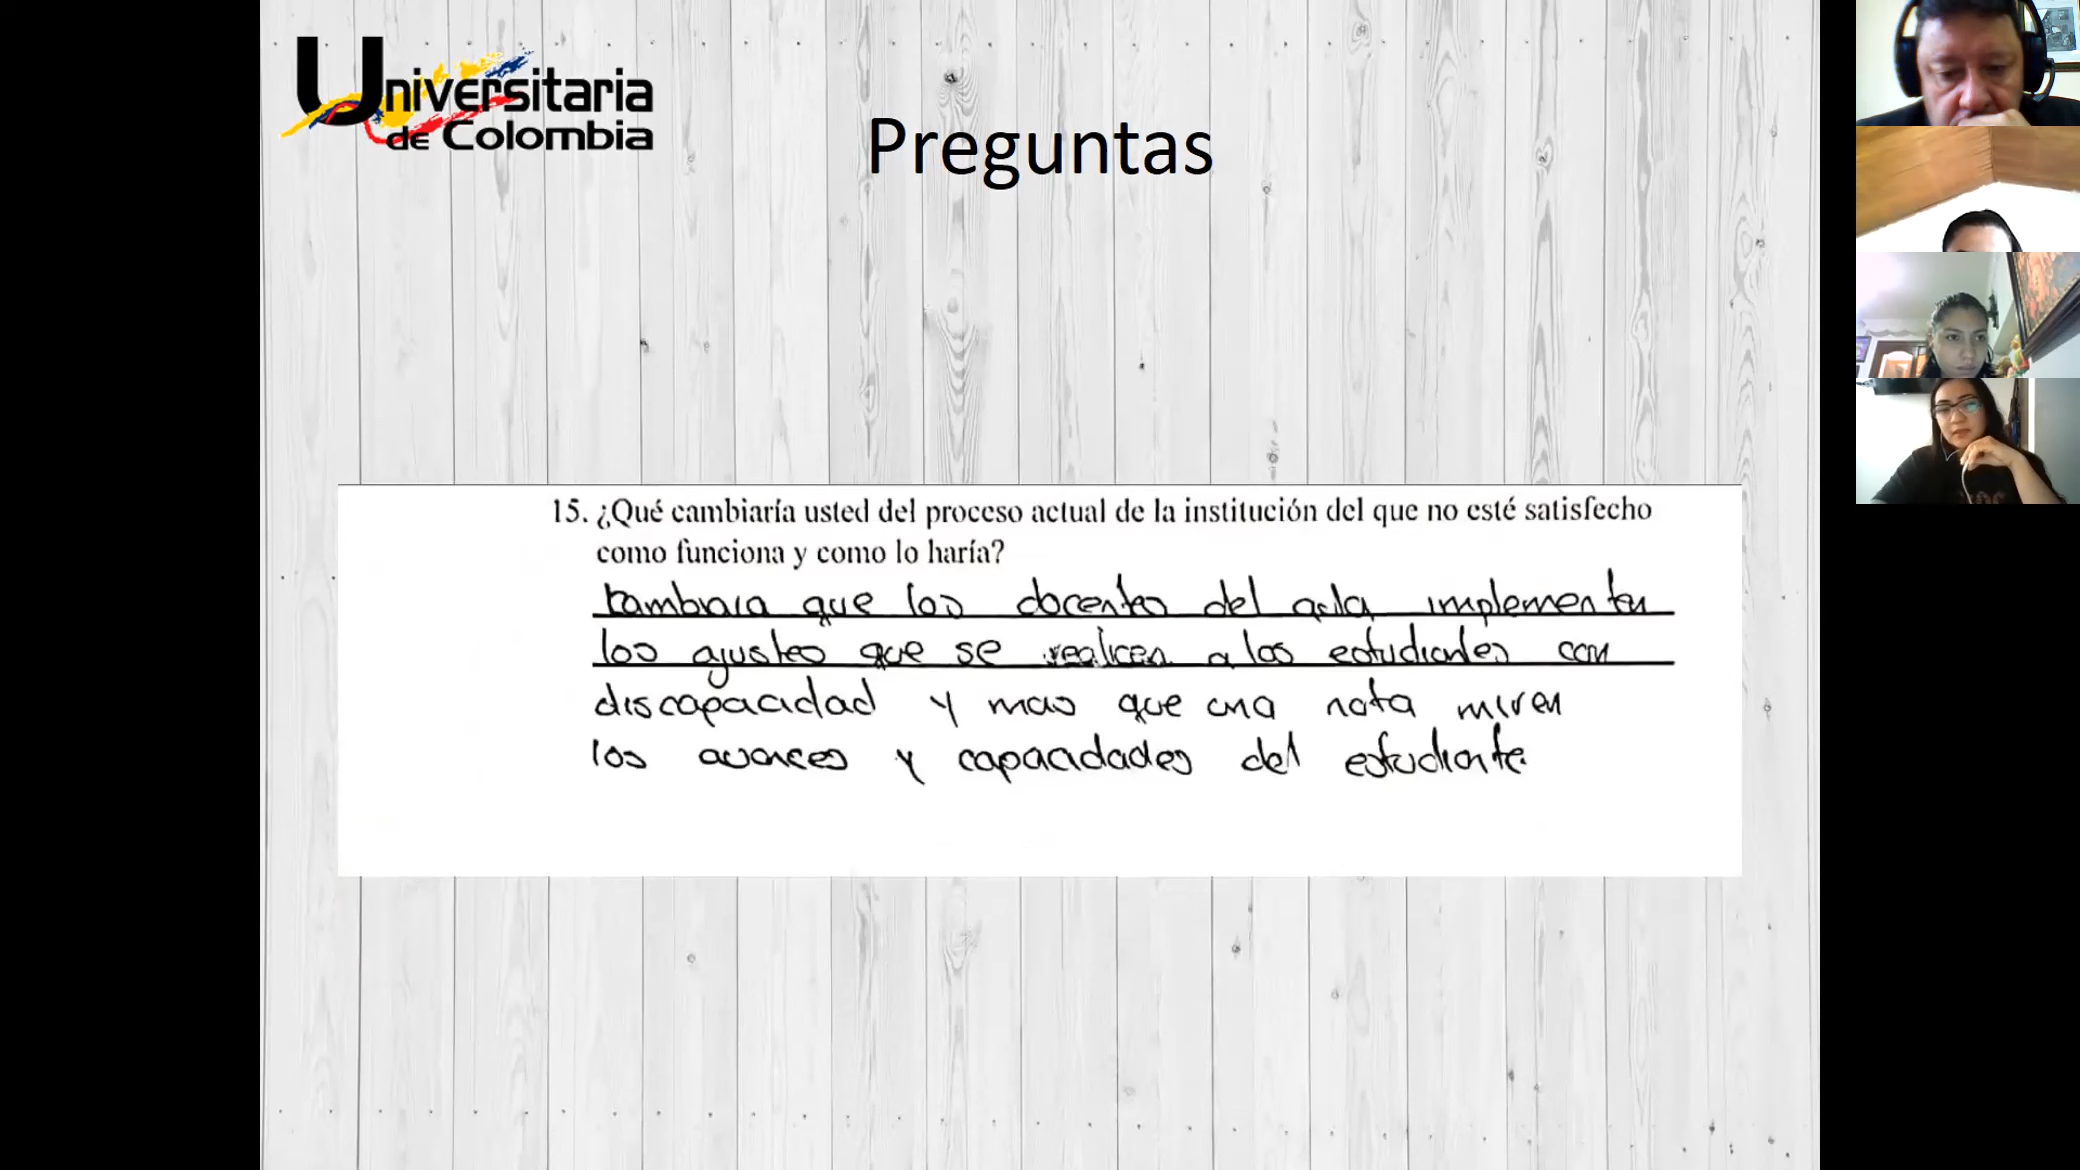 Universitaria
de Colombia
Preguntas
15. ¿Qué cambiaría usted del proceso actual de la institución del que no esté satisfecho
como funciona y como lo haría?
cambiaria que los docentes del aula implementen
los ajustes que se realicen a los estudiantes con
discapacidad y mas que una nota miren
los avances y capacidades del estudiante.